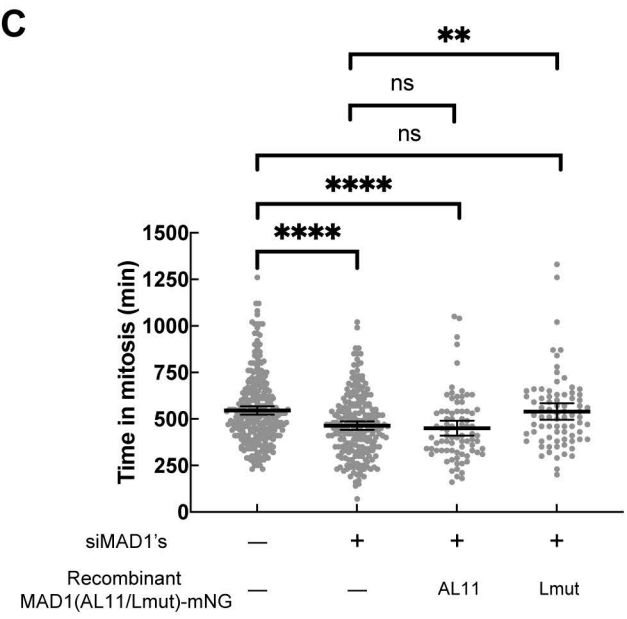 C
**
ns
ns
****
****
Time in mitosis (min)
1500
1250
1000
750
500
250
0
siMAD1's — + + +
Recombinant
MAD1(AL11/Lmut)-mNG — — AL11 Lmut